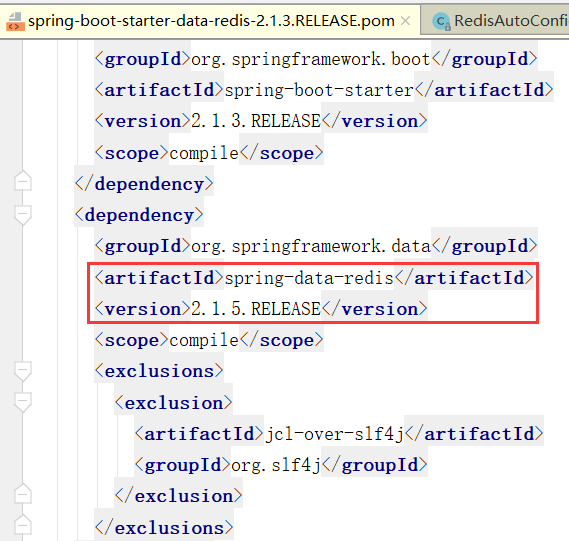 spring-boot-starter-data-redis-2.1.3.RELEASE.pom × RedisAutoConfi
<groupId>org.springframework.boot</groupId>
<artifactId>spring-boot-starter</artifactId>
<version>2.1.3.RELEASE</version>
<scope>compile</scope>
</dependency>
<dependency>
<groupId>org.springframework.data</groupId>
<artifactId>spring-data-redis</artifactId>
<version>2.1.5.RELEASE</version>
<scope>compile</scope>
<exclusions>
<exclusion>
<artifactId>jcl-over-slf4j</artifactId>
<groupId>org.slf4j</groupId>
</exclusion>
</exclusions>